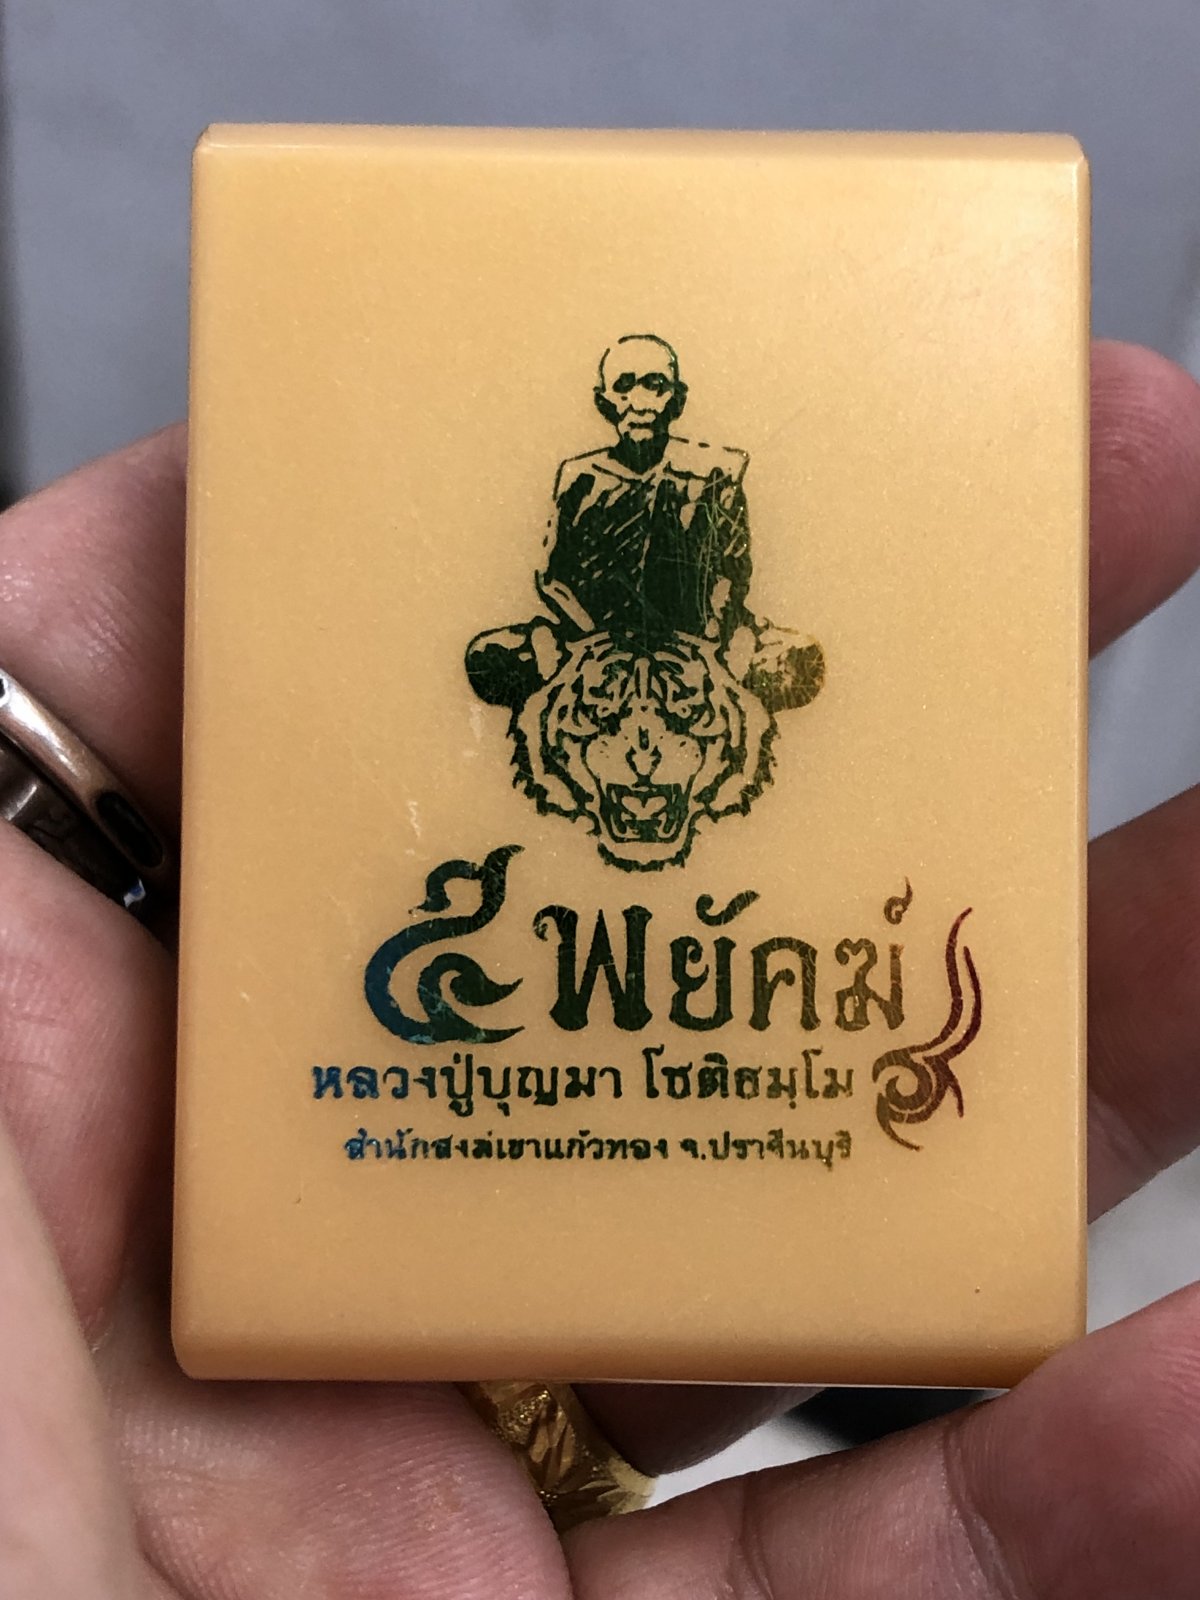 ๕ พยัคฆ์
หลวงปู่บุญมา โชติธมฺโม
สำนักสงฆ์เขาแก้วทอง จ.ปราจีนบุรี